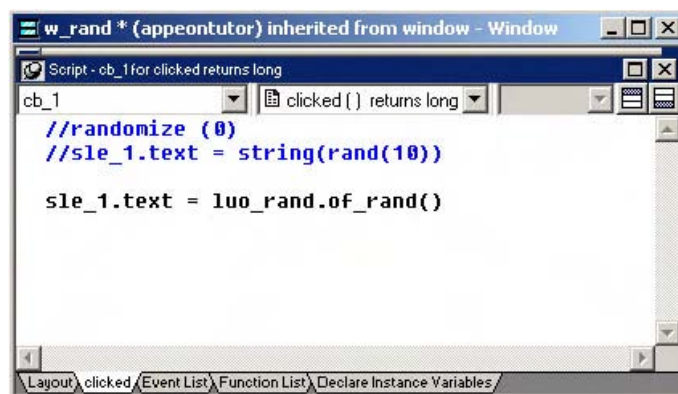 w_rand * (appeontutor) inherited from window - Window
Script - cb_1 for clicked returns long
cb_1
clicked ( ) returns long
//randomize (0)
//sle_1.text = string(rand(10))
sle_1.text = luo_rand.of_rand()
Layout clicked Event List Function List Declare Instance Variables